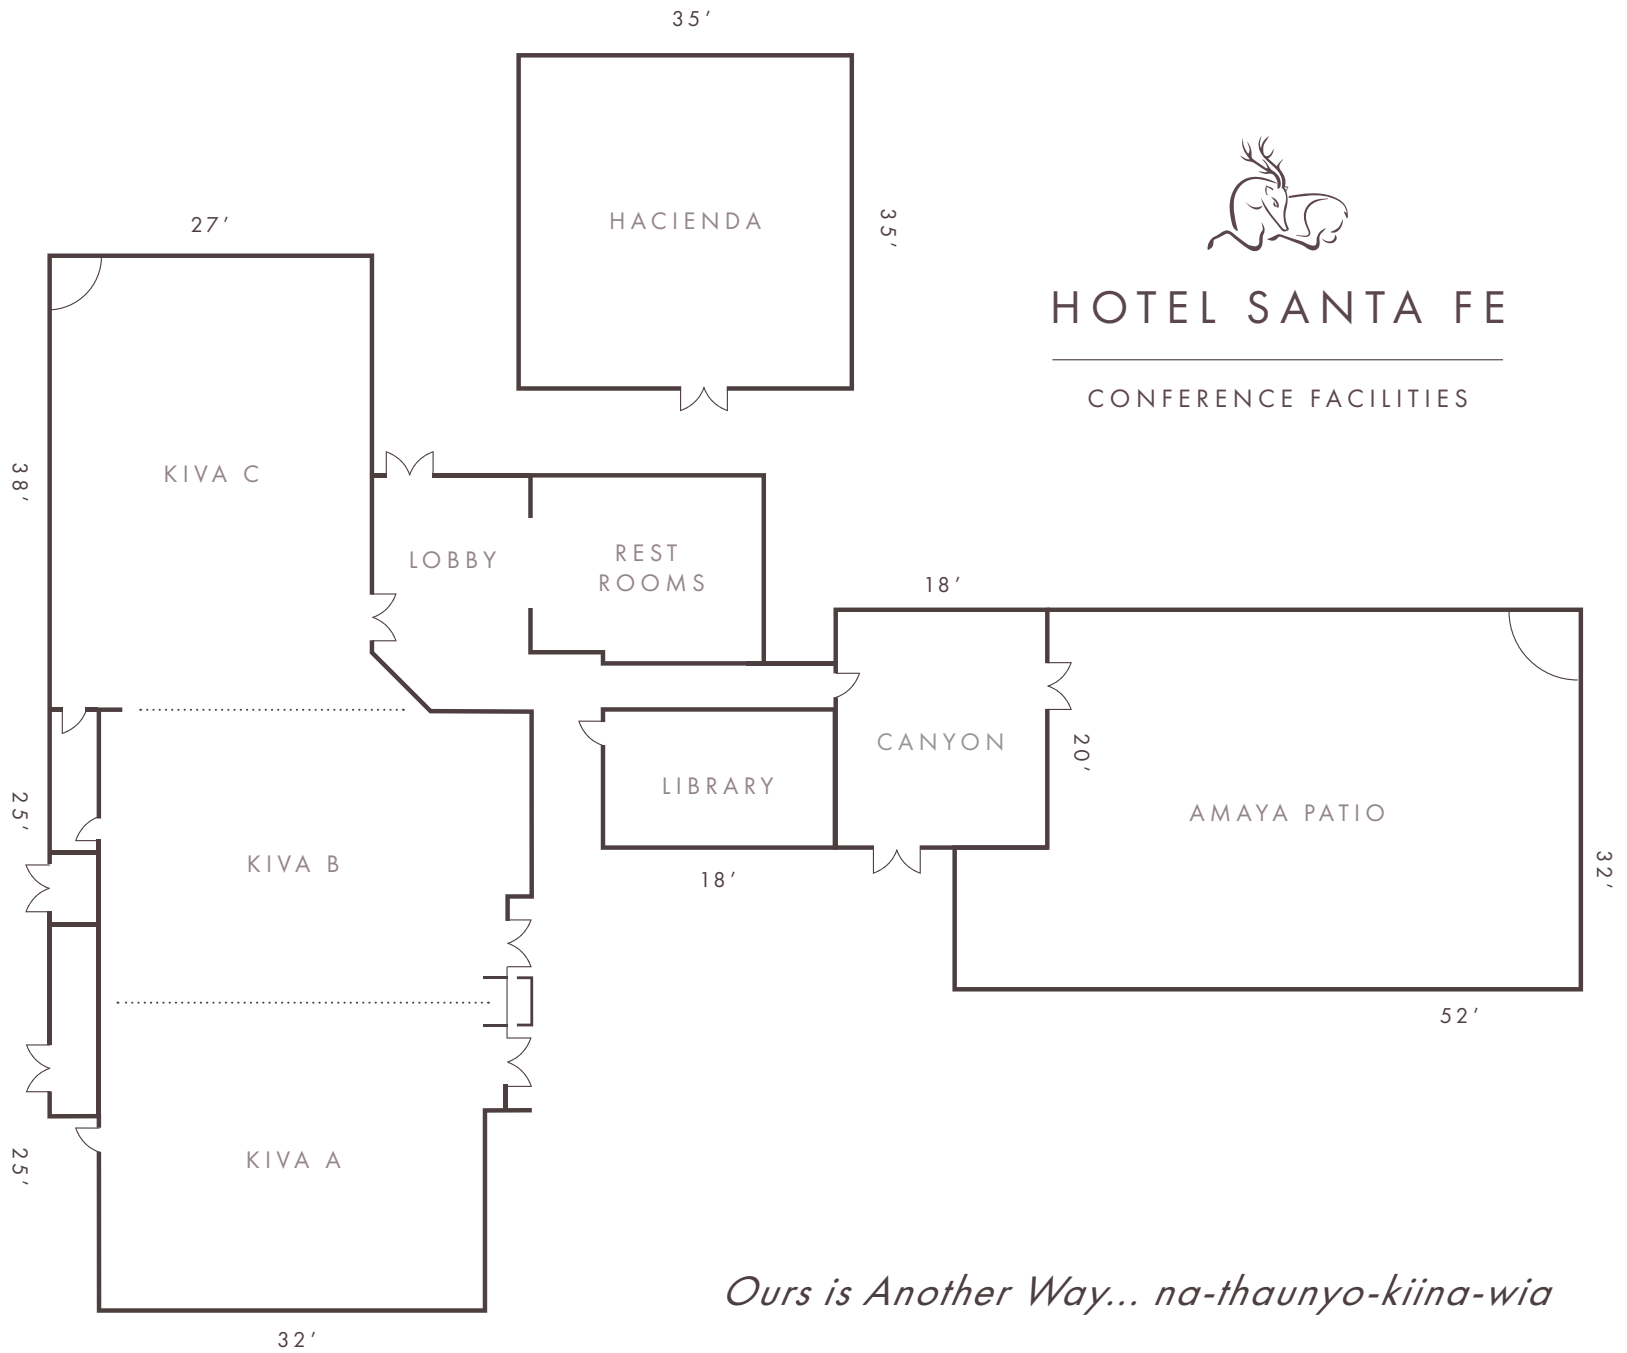 35'
HACIENDA
35'
HOTEL SANTA FE
CONFERENCE FACILITIES
27'
KIVA C
38'
LOBBY
REST
ROOMS
18'
CANYON
20'
LIBRARY
18'
AMAYA PATIO
32'
52'
25'
KIVA B
25'
KIVA A
32'
Ours is Another Way... na-thaunyo-kiina-wia